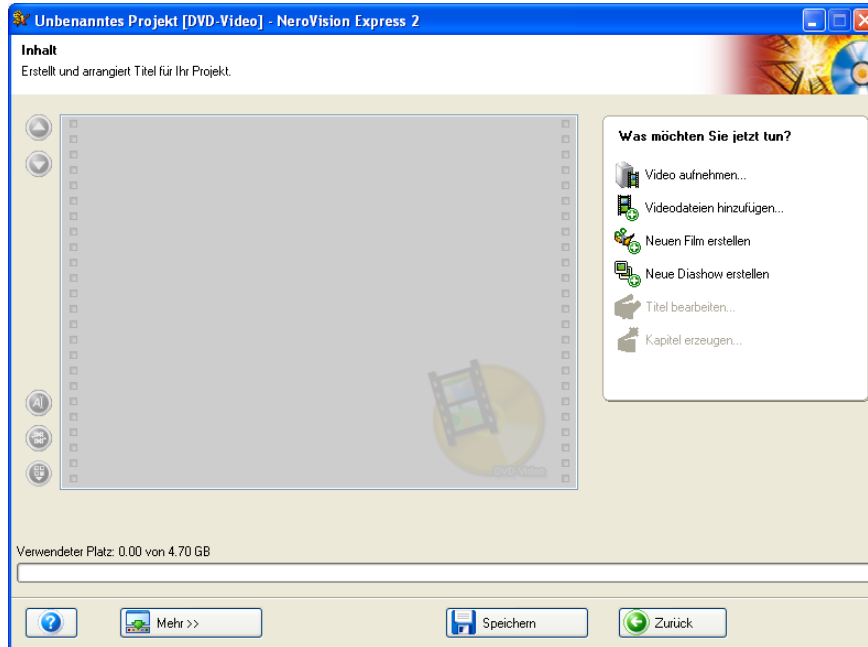 Unbenanntes Projekt [DVD-Video] - NeroVision Express 2
Inhalt
Erstellt und arrangiert Titel für Ihr Projekt.
Was möchten Sie jetzt tun?
Video aufnehmen...
Videodateien hinzufügen...
Neuen Film erstellen
Neue Diashow erstellen
Titel bearbeiten...
Kapitel erzeugen...
DVD-Video
Verwendeter Platz: 0.00 von 4.70 GB
Mehr >>
Speichern
Zurück